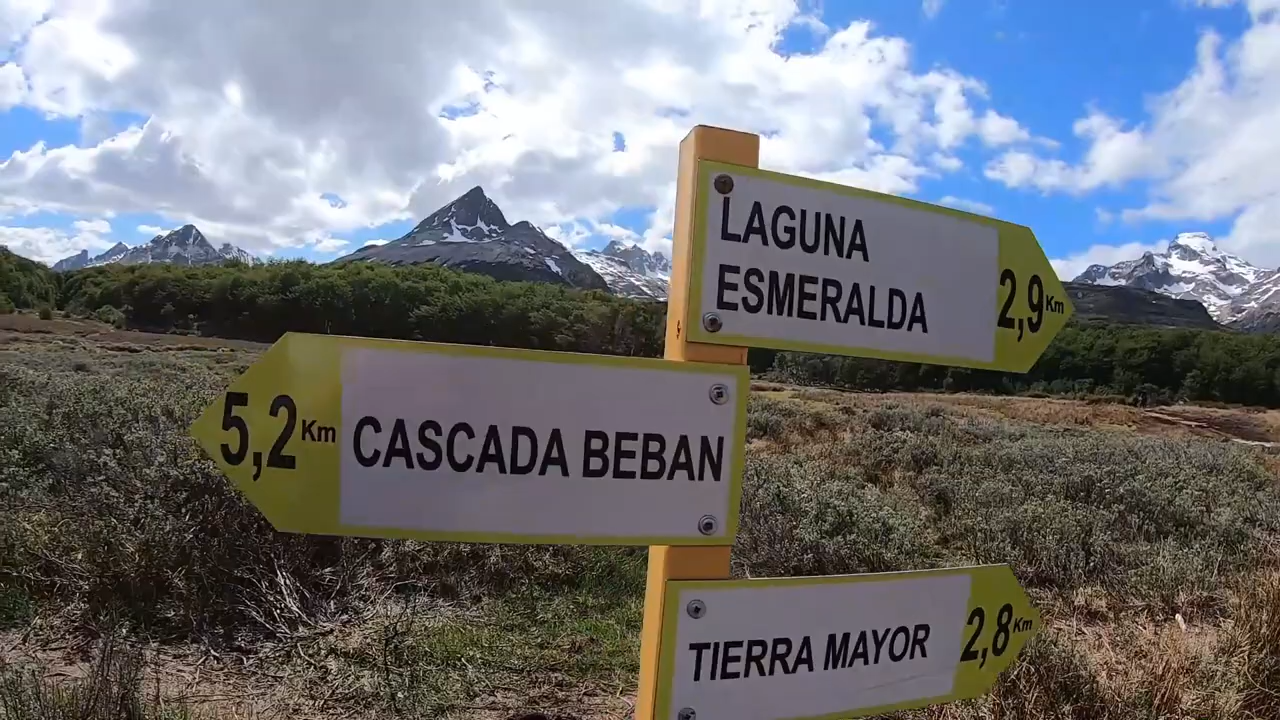 LAGUNA
ESMERALDA
2,9 Km
5,2 Km CASCADA BEBAN
TIERRA MAYOR 2,8 Km